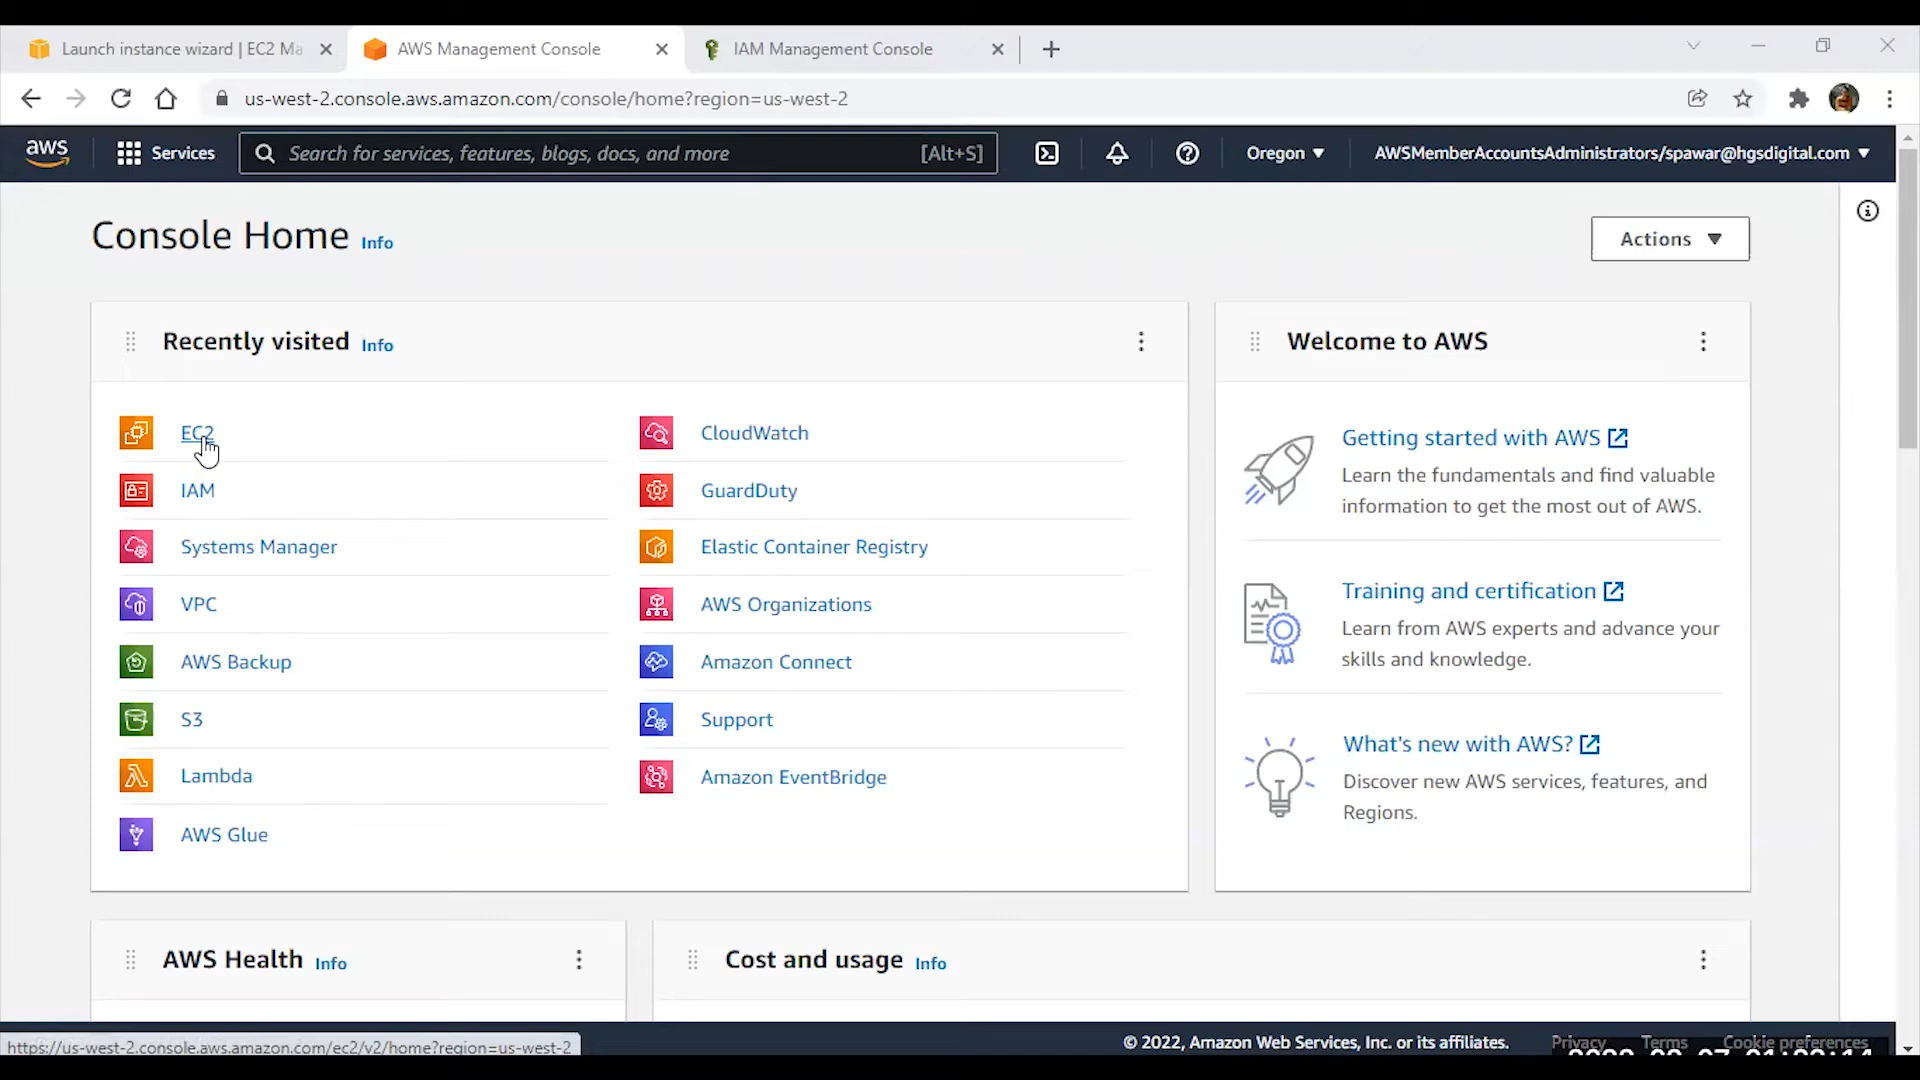 Launch instance wizard | EC2 Ma
AWS Management Console
IAM Management Console
us-west-2.console.aws.amazon.com/console/home?region=us-west-2
aws
Services
Search for services, features, blogs, docs, and more
[Alt+S]
Oregon
AWSMemberAccountsAdministrators/spawar@hgsdigital.com
Console Home Info
Actions
Recently visited Info
EC2
IAM
Systems Manager
VPC
AWS Backup
S3
Lambda
AWS Glue
CloudWatch
GuardDuty
Elastic Container Registry
AWS Organizations
Amazon Connect
Support
Amazon EventBridge
Welcome to AWS
Getting started with AWS
Learn the fundamentals and find valuable
information to get the most out of AWS.
Training and certification
Learn from AWS experts and advance your
skills and knowledge.
What's new with AWS?
Discover new AWS services, features, and
Regions.
AWS Health Info
Cost and usage Info
https://us-west-2.console.aws.amazon.com/ec2/v2/home?region=us-west-2
© 2022, Amazon Web Services, Inc. or its affiliates.
Privacy
Terms
Cookie preferences